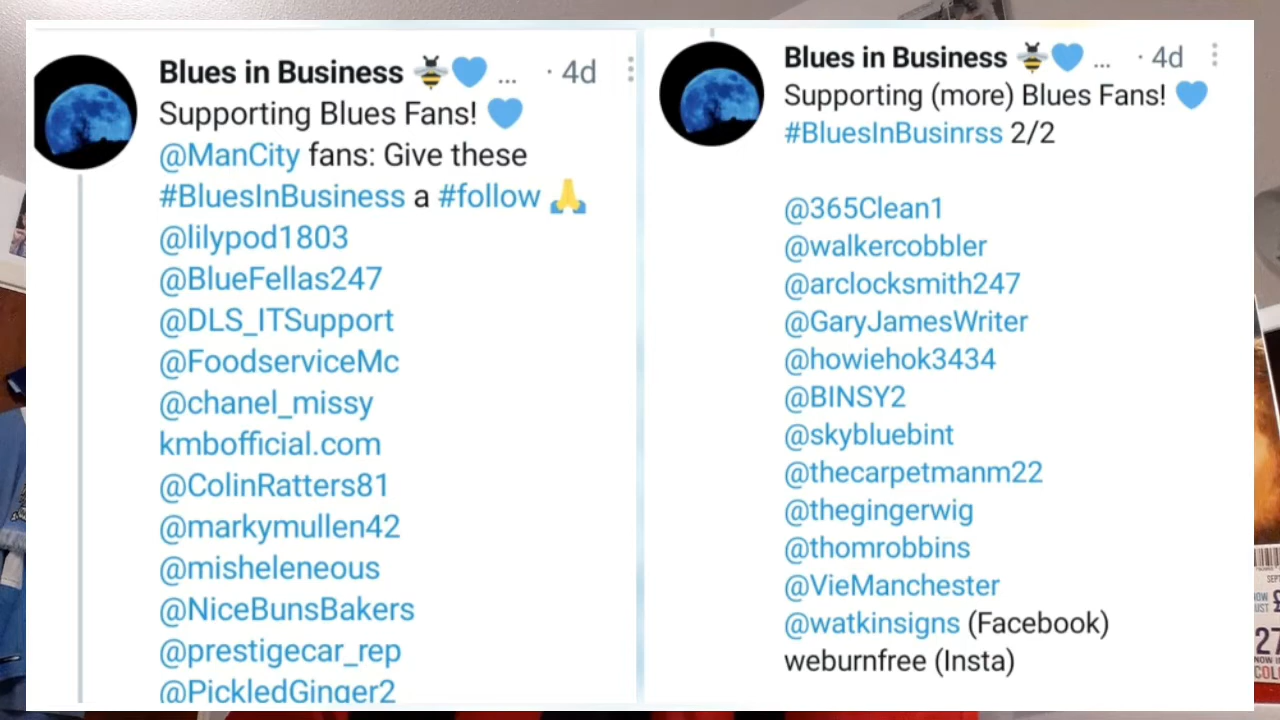 Blues in Business 🐝💙 ... · 4d
Supporting Blues Fans! 💙
@ManCity fans: Give these
#BluesInBusiness a #follow 🙏
@lilypod1803
@BlueFellas247
@DLS_ITSupport
@FoodserviceMc
@chanel_missy
kmbofficial.com
@ColinRatters81
@markymullen42
@misheleneous
@NiceBunsBakers
@prestigecar_rep
@PickledGinger2
Blues in Business 🐝💙 ... · 4d
Supporting (more) Blues Fans! 💙
#BluesInBusinrss 2/2
@365Clean1
@walkercobbler
@arclocksmith247
@GaryJamesWriter
@howiehok3434
@BINSY2
@skybluebint
@thecarpetmanm22
@thegingerwig
@thomrobbins
@VieManchester
@watkinsigns (Facebook)
weburnfree (Insta)
SEPT
27